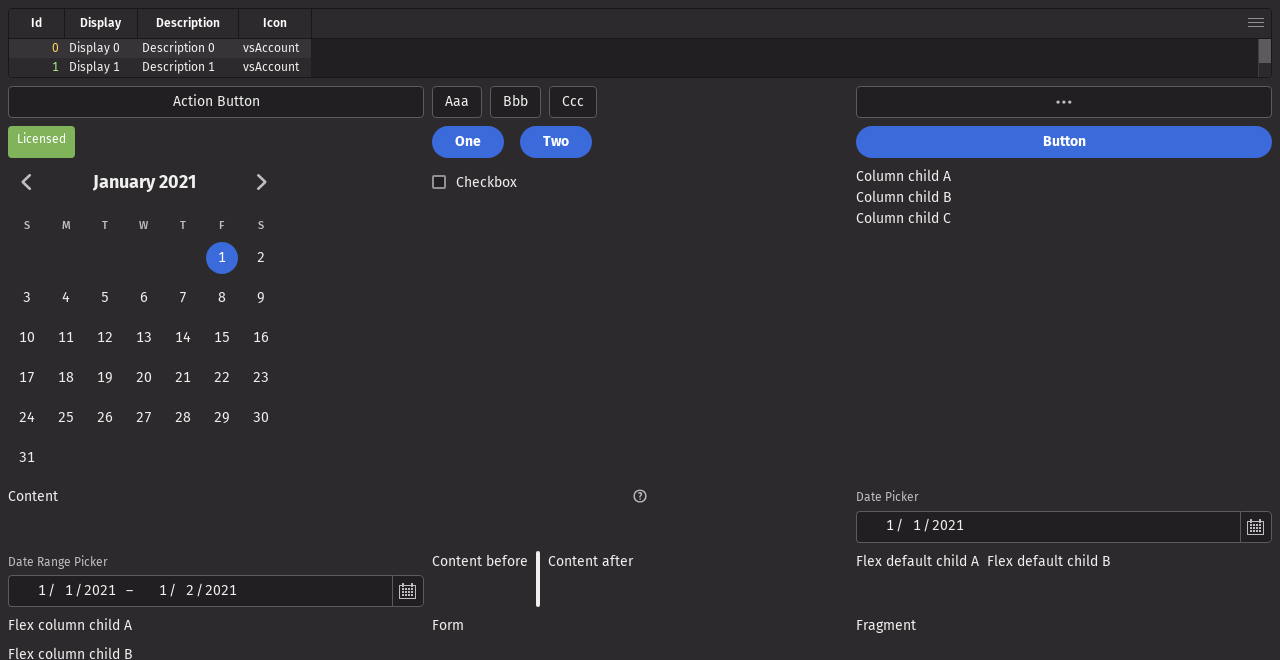 Id Display Description Icon
0 Display 0 Description 0 vsAccount
1 Display 1 Description 1 vsAccount
Action Button Aaa Bbb Ccc
Licensed One Two Button
January 2021 Checkbox Column child A
Column child B
Column child C
S M T W T F S
1 2
3 4 5 6 7 8 9
10 11 12 13 14 15 16
17 18 19 20 21 22 23
24 25 26 27 28 29 30
31
Content Date Picker
1 / 1 / 2021
Date Range Picker Content before Content after Flex default child A Flex default child B
1 / 1 / 2021 – 1 / 2 / 2021
Flex column child A Form Fragment
Flex column child B